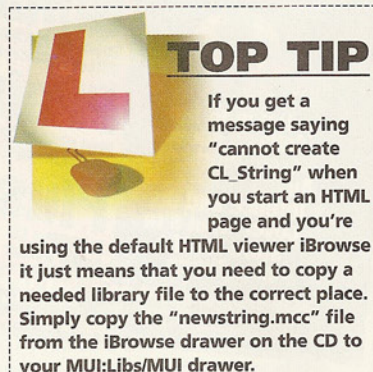 L
TOP TIP
If you get a
message saying
"cannot create
CL_String" when
you start an HTML
page and you're
using the default HTML viewer iBrowse
it just means that you need to copy a
needed library file to the correct place.
Simply copy the "newstring.mcc" file
from the iBrowse drawer on the CD to
your MUI:Libs/MUI drawer.